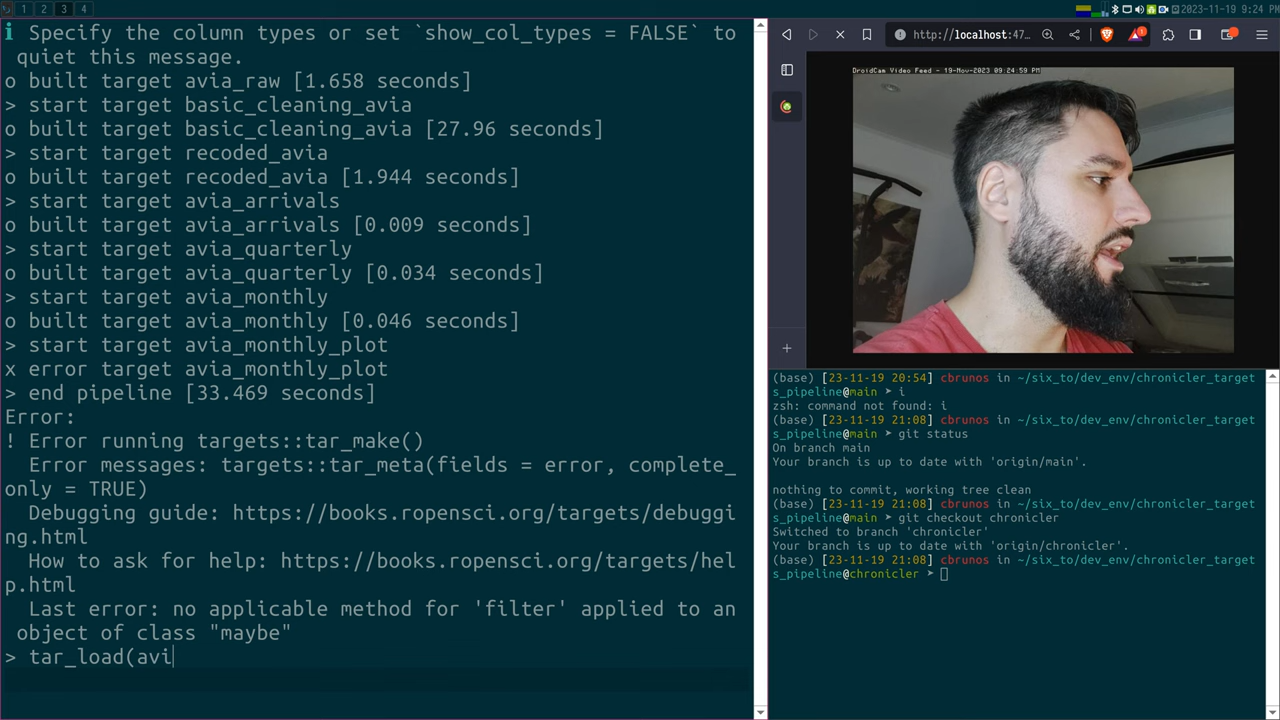 1 2 3 4
2023-11-19 9:24 PM
i Specify the column types or set `show_col_types = FALSE` to
quiet this message.
o built target avia_raw [1.658 seconds]
> start target basic_cleaning_avia
o built target basic_cleaning_avia [27.96 seconds]
> start target recoded_avia
o built target recoded_avia [1.944 seconds]
> start target avia_arrivals
o built target avia_arrivals [0.009 seconds]
> start target avia_quarterly
o built target avia_quarterly [0.034 seconds]
> start target avia_monthly
o built target avia_monthly [0.046 seconds]
> start target avia_monthly_plot
x error target avia_monthly_plot
> end pipeline [33.469 seconds]
Error:
! Error running targets::tar_make()
Error messages: targets::tar_meta(fields = error, complete_
only = TRUE)
Debugging guide: https://books.ropensci.org/targets/debuggi
ng.html
How to ask for help: https://books.ropensci.org/targets/hel
p.html
Last error: no applicable method for 'filter' applied to an
object of class "maybe"
> tar_load(avi
http://localhost:47...
1
DroidCam Video Feed - 19-Nov-2023 09:24:59 PM
(base) [23-11-19 20:54] cbrunos in ~/six_to/dev_env/chronicler_target
s_pipeline@main ➤ i
zsh: command not found: i
(base) [23-11-19 21:08] cbrunos in ~/six_to/dev_env/chronicler_target
s_pipeline@main ➤ git status
On branch main
Your branch is up to date with 'origin/main'.
nothing to commit, working tree clean
(base) [23-11-19 21:08] cbrunos in ~/six_to/dev_env/chronicler_target
s_pipeline@main ➤ git checkout chronicler
Switched to branch 'chronicler'
Your branch is up to date with 'origin/chronicler'.
(base) [23-11-19 21:08] cbrunos in ~/six_to/dev_env/chronicler_target
s_pipeline@chronicler ➤